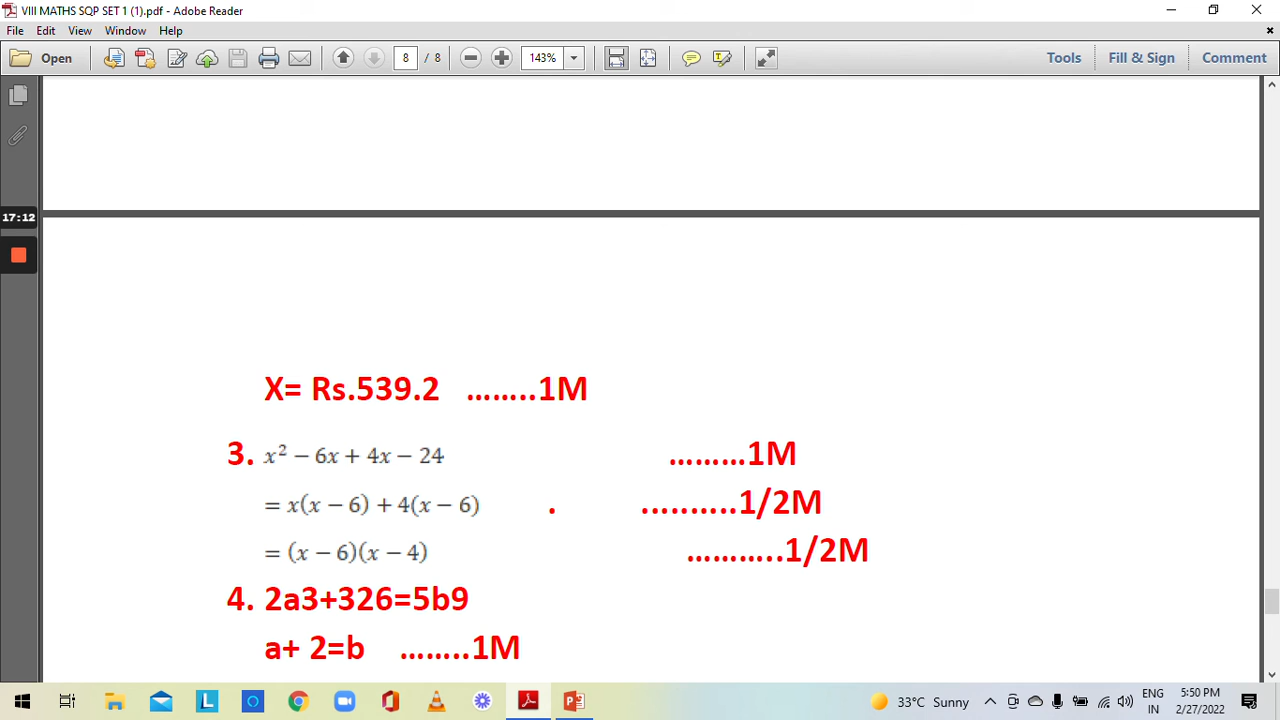 VIII MATHS SQP SET 1 (1).pdf - Adobe Reader
File Edit View Window Help
Open 8 / 8 143% Tools Fill & Sign Comment
17:12
X= Rs.539.2 ........1M
3. x² − 6x + 4x − 24 .........1M
= x(x − 6) + 4(x − 6) . ..........1/2M
= (x − 6)(x − 4) ...........1/2M
4. 2a3+326=5b9
a+ 2=b ........1M
33°C Sunny ENG 5:50 PM
IN 2/27/2022